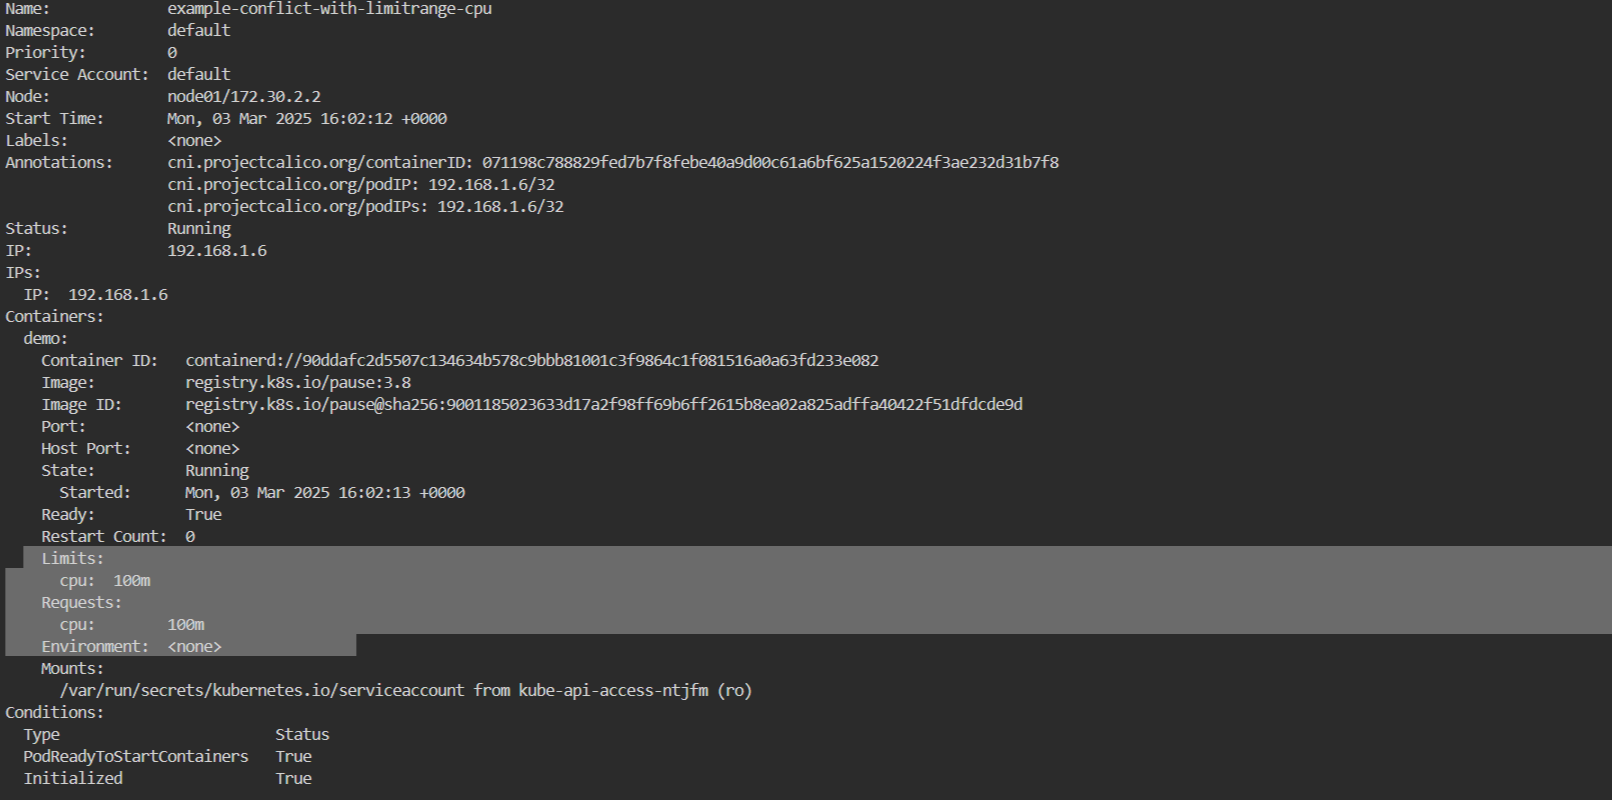 Name:             example-conflict-with-limitrange-cpu
Namespace:        default
Priority:         0
Service Account:  default
Node:             node01/172.30.2.2
Start Time:       Mon, 03 Mar 2025 16:02:12 +0000
Labels:           <none>
Annotations:      cni.projectcalico.org/containerID: 071198c788829fed7b7f8febe40a9d00c61a6bf625a1520224f3ae232d31b7f8
                  cni.projectcalico.org/podIP: 192.168.1.6/32
                  cni.projectcalico.org/podIPs: 192.168.1.6/32
Status:           Running
IP:               192.168.1.6
IPs:
  IP:  192.168.1.6
Containers:
  demo:
    Container ID:   containerd://90ddafc2d5507c134634b578c9bbb81001c3f9864c1f081516a0a63fd233e082
    Image:          registry.k8s.io/pause:3.8
    Image ID:       registry.k8s.io/pause@sha256:9001185023633d17a2f98ff69b6ff2615b8ea02a825adffa40422f51dfdcde9d
    Port:           <none>
    Host Port:      <none>
    State:          Running
      Started:      Mon, 03 Mar 2025 16:02:13 +0000
    Ready:          True
    Restart Count:  0
    Limits:
      cpu:  100m
    Requests:
      cpu:        100m
    Environment:  <none>
    Mounts:
      /var/run/secrets/kubernetes.io/serviceaccount from kube-api-access-ntjfm (ro)
Conditions:
  Type                        Status
  PodReadyToStartContainers   True
  Initialized                 True